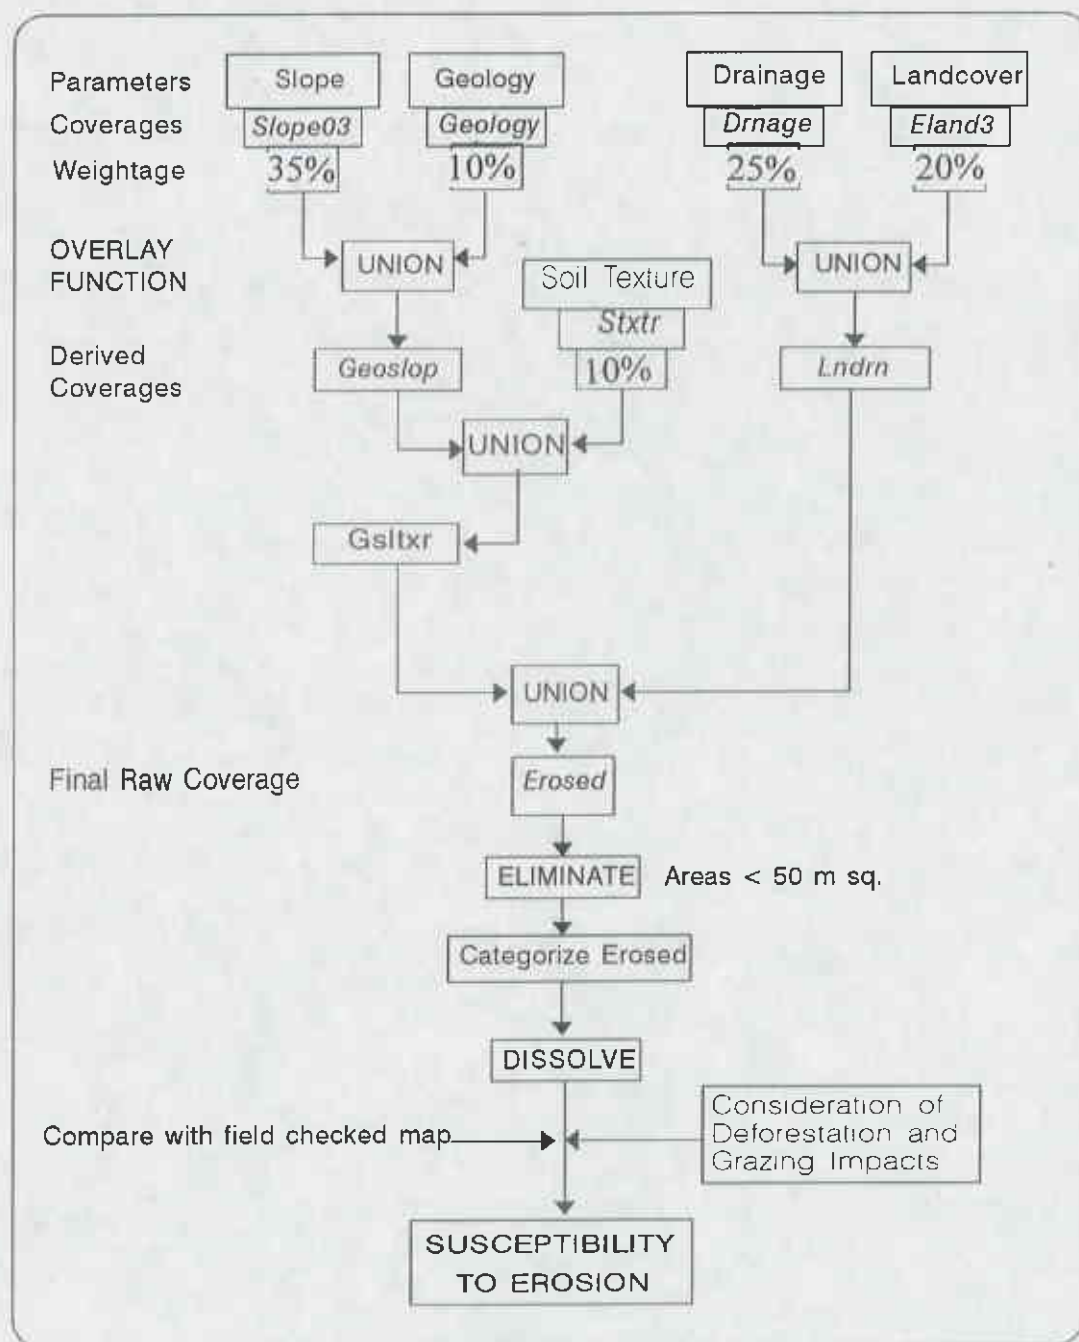 Parameters
Slope
Geology
Drainage
Landcover
Coverages
Slope03
Geology
Drnage
Eland3
Weightage
35%
10%
25%
20%
OVERLAY
FUNCTION
UNION
UNION
Soil Texture
Stxtr
10%
Derived
Coverages
Geoslop
Lndrn
UNION
Gsltxr
UNION
Final Raw Coverage
Erosed
ELIMINATE
Areas < 50 m sq.
Categorize Erosed
DISSOLVE
Compare with field checked map
Consideration of
Deforestation and
Grazing Impacts
SUSCEPTIBILITY
TO EROSION